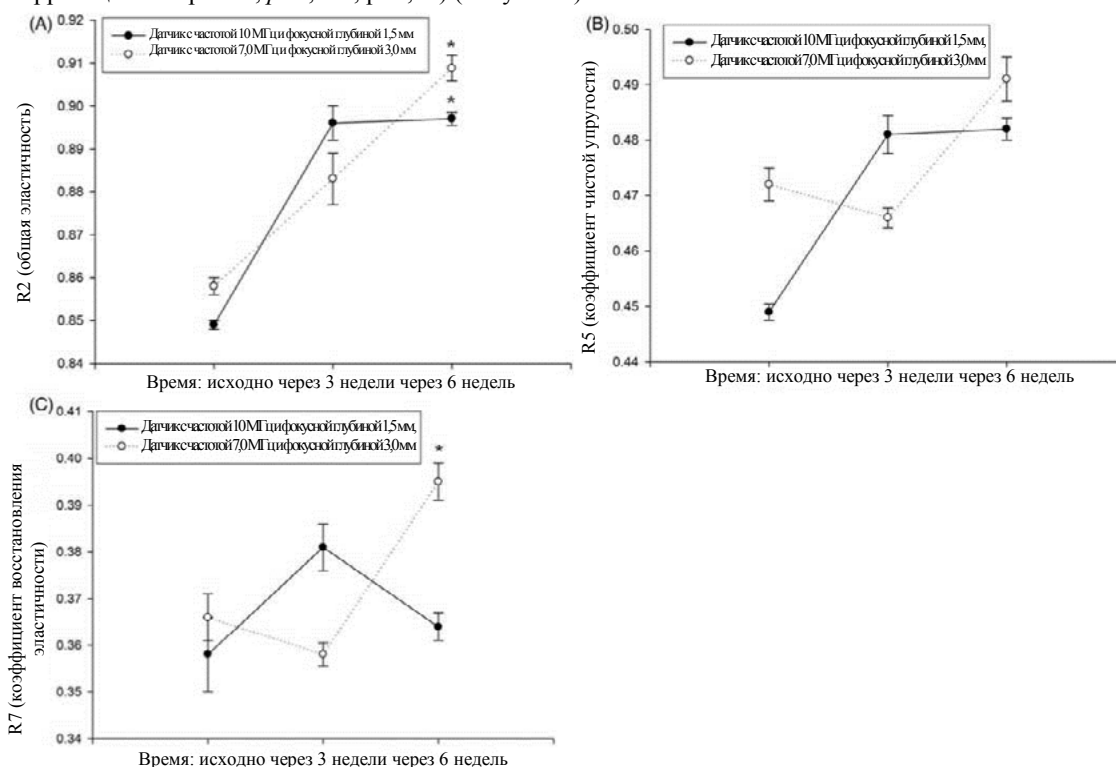 (A)
0.92
0.91
0.90
0.89
0.88
0.87
0.86
0.85
0.84
R2 (общая эластичность)
Датчик с частотой 10 МГц и фокусной глубиной 1,5 мм
Датчик с частотой 7,0 МГц и фокусной глубиной 3,0 мм
*
*
Время: исходно через 3 недели через 6 недель
(B)
0.50
0.49
0.48
0.47
0.46
0.45
0.44
R5 (коэффициент чистой упругости)
Датчик с частотой 10 МГц и фокусной глубиной 1,5 мм,
Датчик с частотой 7,0 МГц и фокусной глубиной 3,0 мм
Время: исходно через 3 недели через 6 недель
(C)
0.41
0.40
0.39
0.38
0.37
0.36
0.35
0.34
R7 (коэффициент восстановления
эластичности)
Датчик с частотой 10 МГц и фокусной глубиной 1,5 мм,
Датчик с частотой 7,0 МГц и фокусной глубиной 3,0 мм
*
Время: исходно через 3 недели через 6 недель